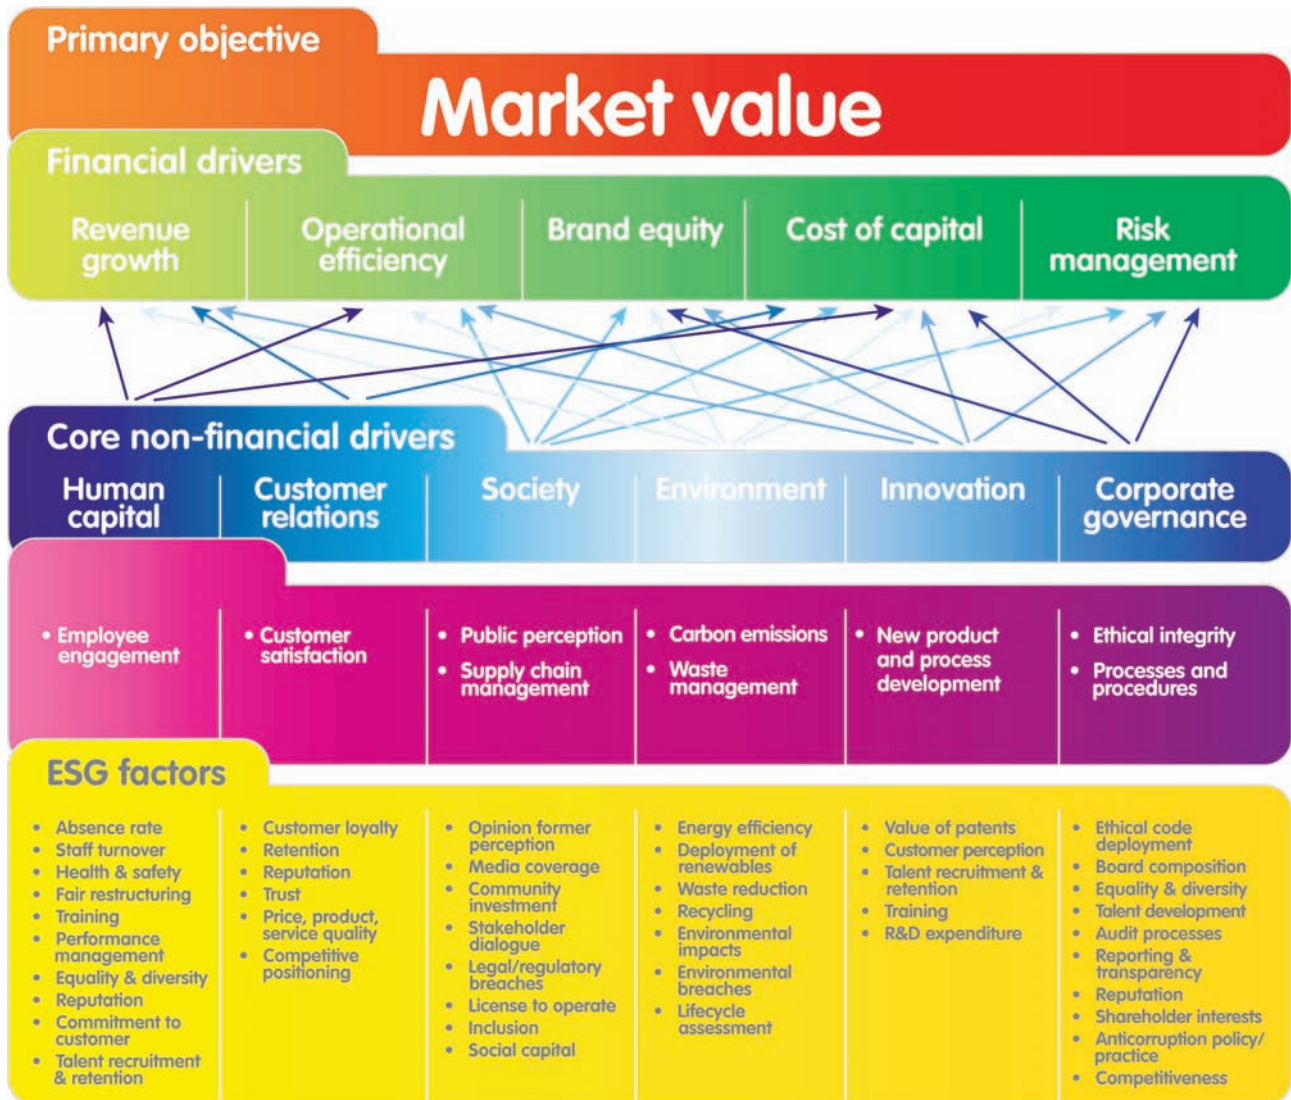 Primary objective
Market value
Financial drivers
Revenue
growth
Operational
efficiency
Brand equity
Cost of capital
Risk
management
Core non-financial drivers
Human
capital
Customer
relations
Society
Environment
Innovation
Corporate
governance
• Employee
engagement
• Customer
satisfaction
• Public perception
• Supply chain
management
• Carbon emissions
• Waste
management
• New product
and process
development
• Ethical integrity
• Processes and
procedures
ESG factors
• Absence rate
• Staff turnover
• Health & safety
• Fair restructuring
• Training
• Performance
management
• Equality & diversity
• Reputation
• Commitment to
customer
• Talent recruitment
& retention
• Customer loyalty
• Retention
• Reputation
• Trust
• Price, product,
service quality
• Competitive
positioning
• Opinion former
perception
• Media coverage
• Community
investment
• Stakeholder
dialogue
• Legal/regulatory
breaches
• License to operate
• Inclusion
• Social capital
• Energy efficiency
• Deployment of
renewables
• Waste reduction
• Recycling
• Environmental
impacts
• Environmental
breaches
• Lifecycle
assessment
• Value of patents
• Customer perception
• Talent recruitment &
retention
• Training
• R&D expenditure
• Ethical code
deployment
• Board composition
• Equality & diversity
• Talent development
• Audit processes
• Reporting &
transparency
• Reputation
• Shareholder interests
• Anticorruption policy/
practice
• Competitiveness